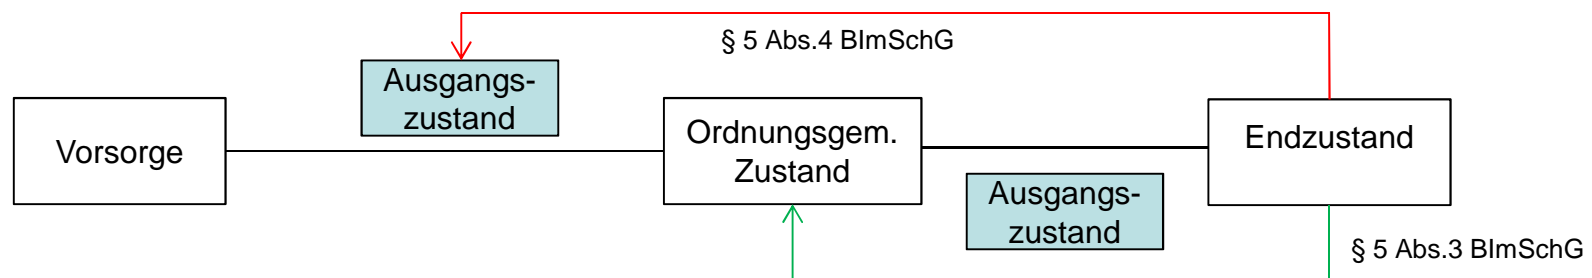 § 5 Abs.4 BImSchG
Ausgangs-
zustand
Vorsorge
Ordnungsgem.
Zustand
Endzustand
Ausgangs-
zustand
§ 5 Abs.3 BImSchG